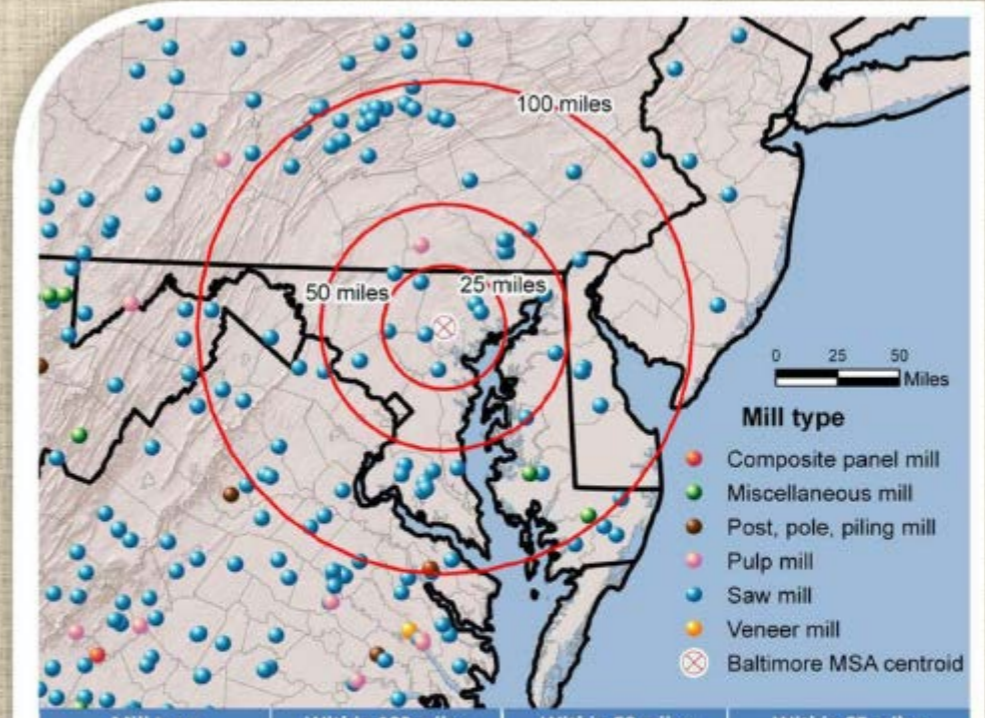 100 miles
50 miles
25 miles
0 25 50
Miles
Mill type
Composite panel mill
Miscellaneous mill
Post, pole, piling mill
Pulp mill
Saw mill
Veneer mill
Baltimore MSA centroid